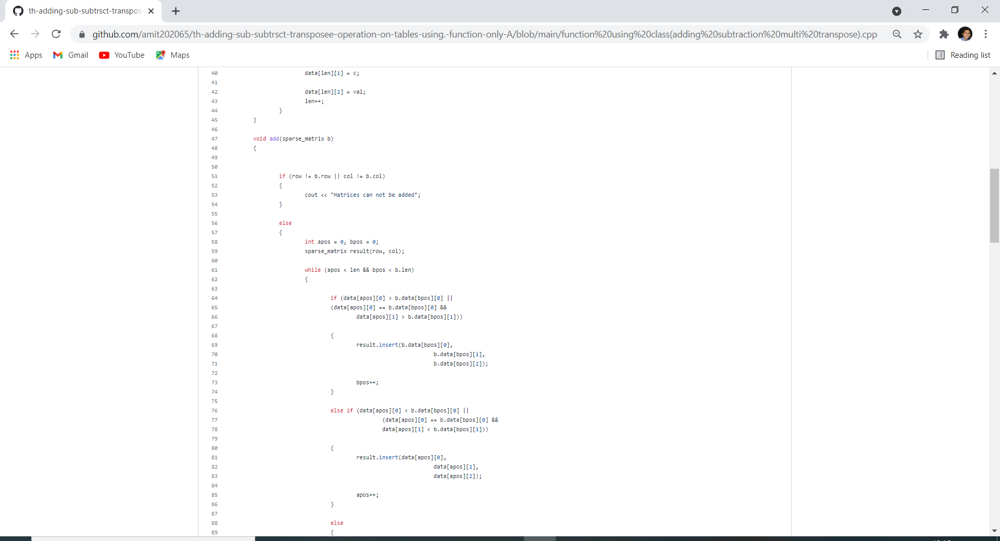 th-adding-sub-subtrsct-transpos
github.com/amit202065/th-adding-sub-subtrsct-transposee-operation-on-tables-using.-function-only-A/blob/main/function%20using%20class(adding%20subtraction%20multi%20transpose).cpp
Apps Gmail YouTube Maps Reading list
40 data[len][1] = c;
41
42 data[len][2] = val;
43 len++;
44 }
45 }
46
47 void add(sparse_matrix b)
48 {
49
50
51 if (row != b.row || col != b.col)
52 {
53 cout << "Matrices can not be added";
54 }
55
56 else
57 {
58 int apos = 0, bpos = 0;
59 sparse_matrix result(row, col);
60
61 while (apos < len && bpos < b.len)
62 {
63
64 if (data[apos][0] > b.data[bpos][0] ||
65 (data[apos][0] == b.data[bpos][0] &&
66 data[apos][1] > b.data[bpos][1]))
67
68 {
69 result.insert(b.data[bpos][0],
70 b.data[bpos][1],
71 b.data[bpos][2]);
72
73 bpos++;
74 }
75
76 else if (data[apos][0] < b.data[bpos][0] ||
77 (data[apos][0] == b.data[bpos][0] &&
78 data[apos][1] < b.data[bpos][1]))
79
80 {
81 result.insert(data[apos][0],
82 data[apos][1],
83 data[apos][2]);
84
85 apos++;
86 }
87
88 else
89 {